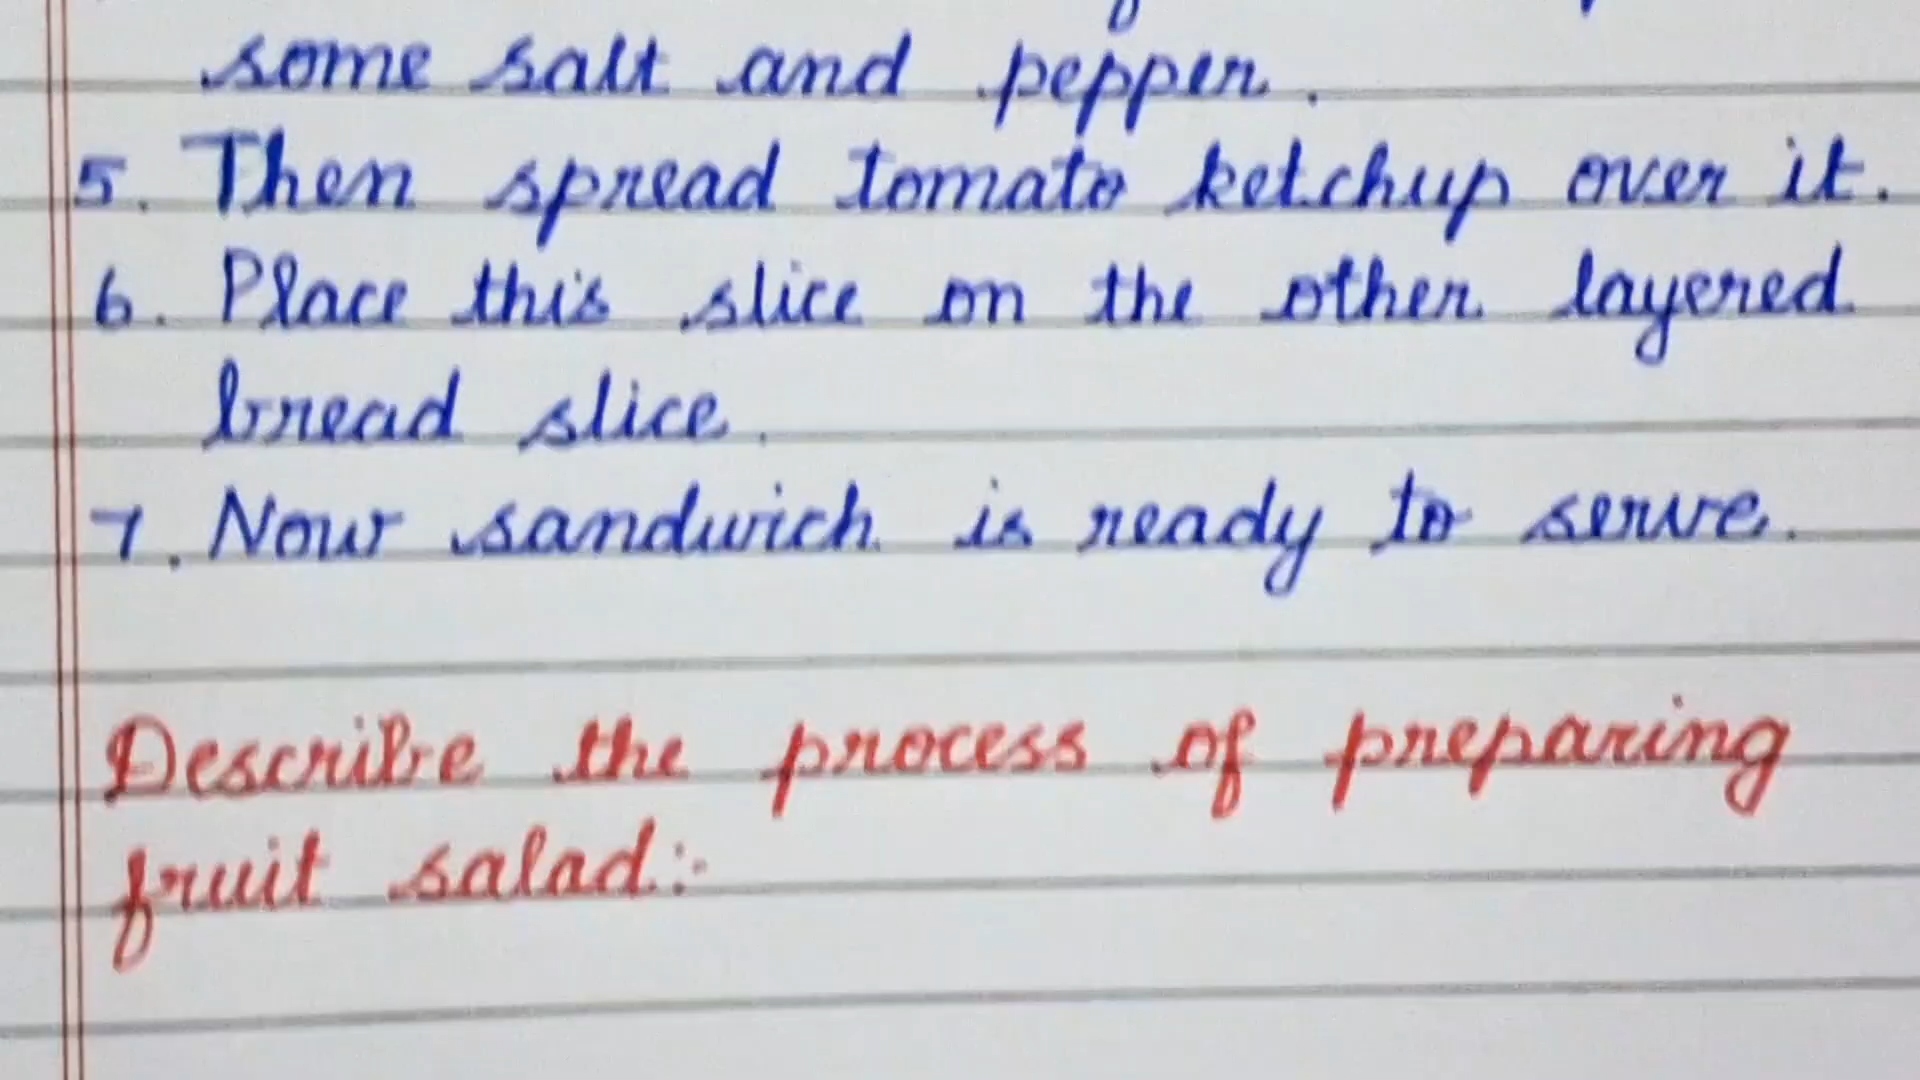 some salt and pepper.
5. Then spread tomato ketchup over it.
6. Place this slice on the other layered
bread slice.
7. Now sandwich is ready to serve.
Describe the process of preparing
fruit salad:-